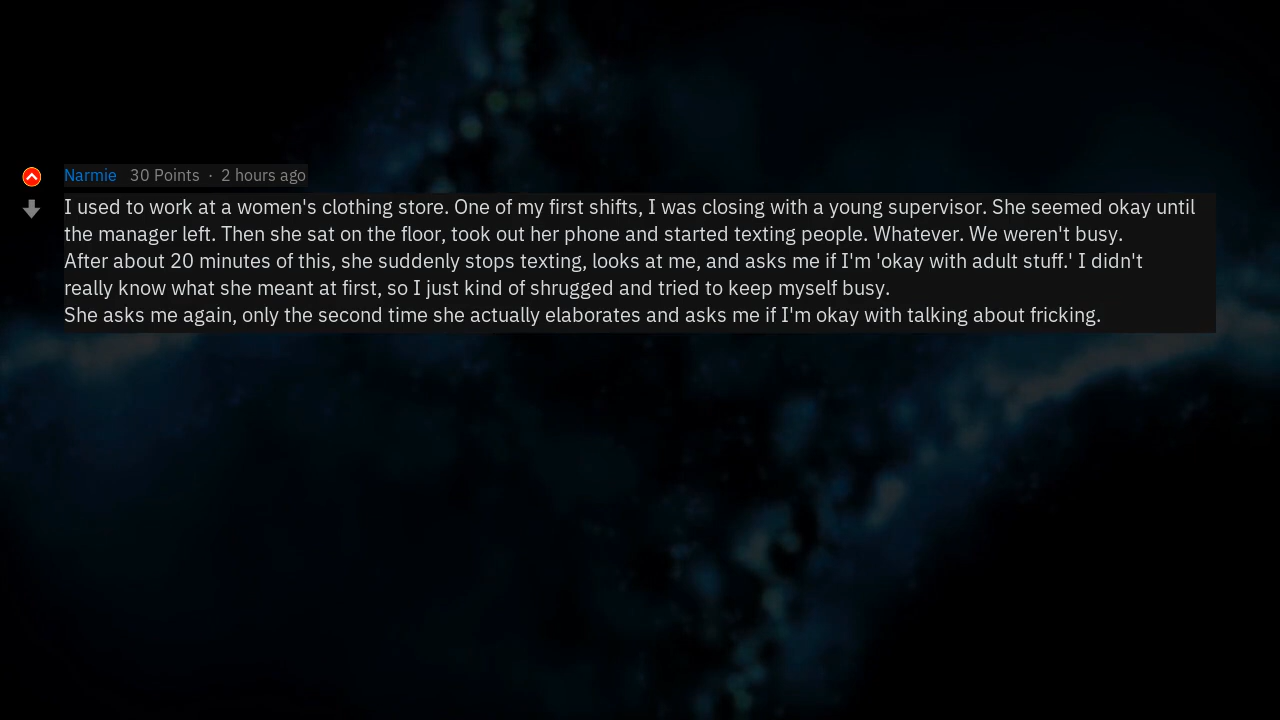 Narmie 30 Points · 2 hours ago
I used to work at a women's clothing store. One of my first shifts, I was closing with a young supervisor. She seemed okay until
the manager left. Then she sat on the floor, took out her phone and started texting people. Whatever. We weren't busy.
After about 20 minutes of this, she suddenly stops texting, looks at me, and asks me if I'm 'okay with adult stuff.' I didn't
really know what she meant at first, so I just kind of shrugged and tried to keep myself busy.
She asks me again, only the second time she actually elaborates and asks me if I'm okay with talking about fricking.